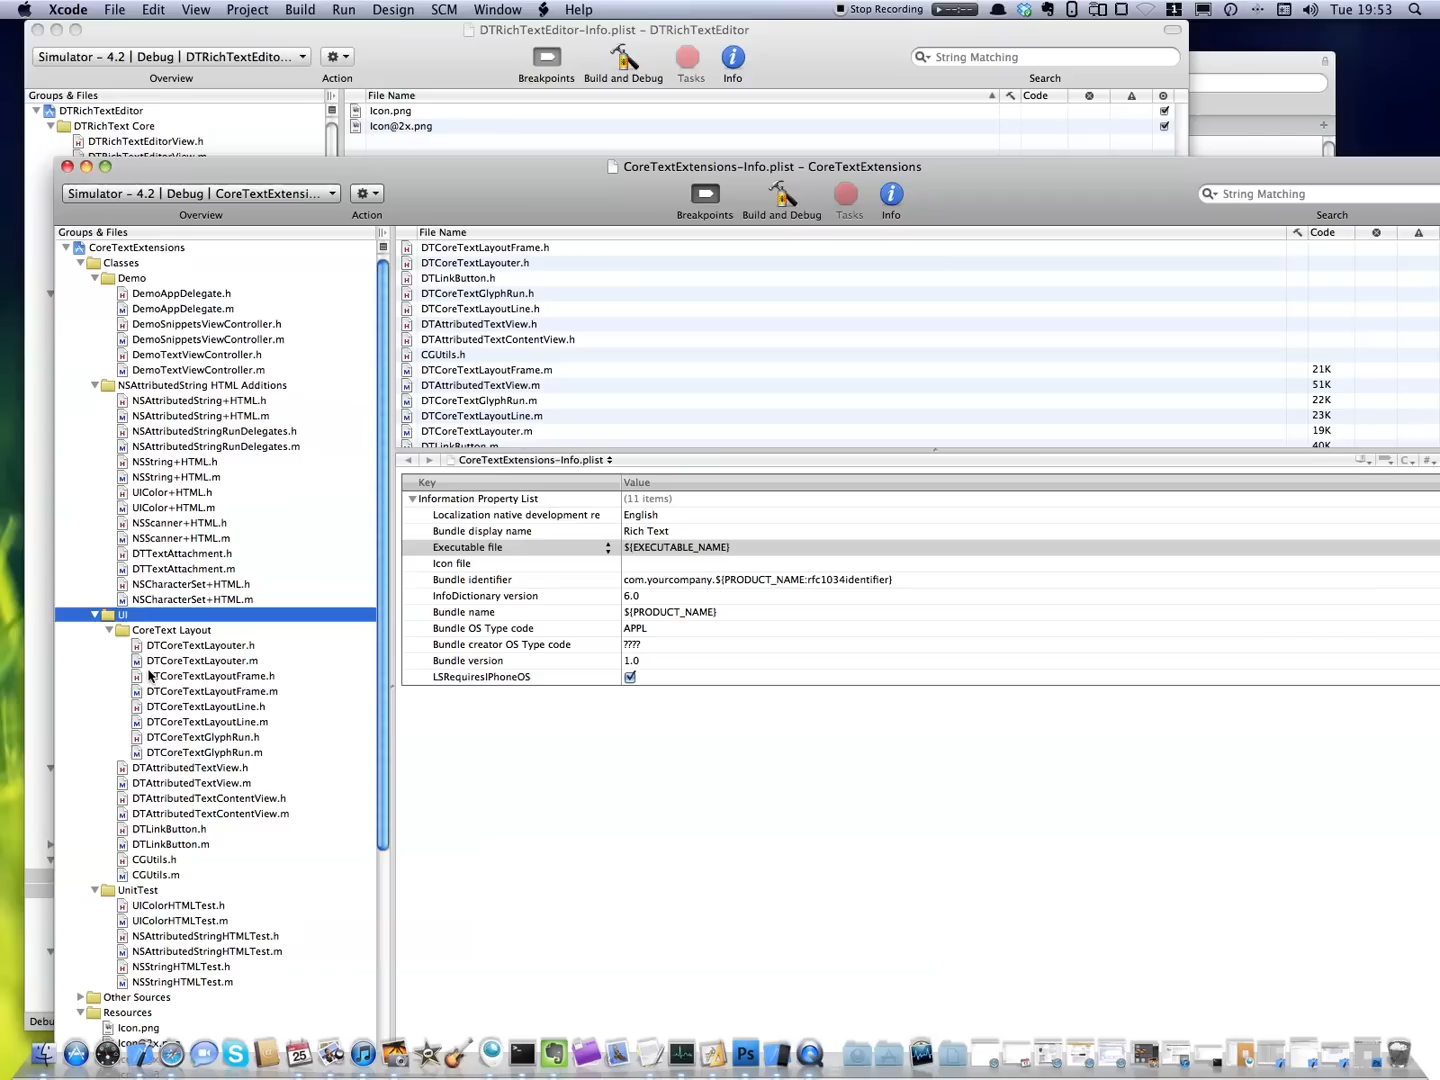 Xcode File Edit View Project Build Run Design SCM Window Help Stop Recording Tue 19:53
DTRichTextEditor-Info.plist – DTRichTextEditor
Simulator – 4.2 | Debug | DTRichTextEdito...
String Matching
Overview Action Breakpoints Build and Debug Tasks Info Search
Groups & Files File Name Code
DTRichTextEditor Icon.png
DTRichText Core Icon@2x.png
DTRichTextEditorView.h
DTRichTextEditorView.m
CoreTextExtensions-Info.plist – CoreTextExtensions
Simulator – 4.2 | Debug | CoreTextExtensi...
String Matching
Overview Action Breakpoints Build and Debug Tasks Info Search
Groups & Files
CoreTextExtensions
Classes
Demo
DemoAppDelegate.h
DemoAppDelegate.m
DemoSnippetsViewController.h
DemoSnippetsViewController.m
DemoTextViewController.h
DemoTextViewController.m
NSAttributedString HTML Additions
NSAttributedString+HTML.h
NSAttributedString+HTML.m
NSAttributedStringRunDelegates.h
NSAttributedStringRunDelegates.m
NSString+HTML.h
NSString+HTML.m
UIColor+HTML.h
UIColor+HTML.m
NSScanner+HTML.h
NSScanner+HTML.m
DTTextAttachment.h
DTTextAttachment.m
NSCharacterSet+HTML.h
NSCharacterSet+HTML.m
UI
CoreText Layout
DTCoreTextLayouter.h
DTCoreTextLayouter.m
DTCoreTextLayoutFrame.h
DTCoreTextLayoutFrame.m
DTCoreTextLayoutLine.h
DTCoreTextLayoutLine.m
DTCoreTextGlyphRun.h
DTCoreTextGlyphRun.m
DTAttributedTextView.h
DTAttributedTextView.m
DTAttributedTextContentView.h
DTAttributedTextContentView.m
DTLinkButton.h
DTLinkButton.m
CGUtils.h
CGUtils.m
UnitTest
UIColorHTMLTest.h
UIColorHTMLTest.m
NSAttributedStringHTMLTest.h
NSAttributedStringHTMLTest.m
NSStringHTMLTest.h
NSStringHTMLTest.m
Other Sources
Resources
Icon.png
Icon@2x.png
Debu
File Name Code
DTCoreTextLayoutFrame.h
DTCoreTextLayouter.h
DTLinkButton.h
DTCoreTextGlyphRun.h
DTCoreTextLayoutLine.h
DTAttributedTextView.h
DTAttributedTextContentView.h
CGUtils.h
DTCoreTextLayoutFrame.m 21K
DTAttributedTextView.m 51K
DTCoreTextGlyphRun.m 22K
DTCoreTextLayoutLine.m 23K
DTCoreTextLayouter.m 19K
DTLinkButton.m 40K
CoreTextExtensions-Info.plist
Key Value
Information Property List (11 items)
Localization native development re English
Bundle display name Rich Text
Executable file ${EXECUTABLE_NAME}
Icon file
Bundle identifier com.yourcompany.${PRODUCT_NAME:rfc1034identifier}
InfoDictionary version 6.0
Bundle name ${PRODUCT_NAME}
Bundle OS Type code APPL
Bundle creator OS Type code ????
Bundle version 1.0
LSRequiresIPhoneOS
25
Ps